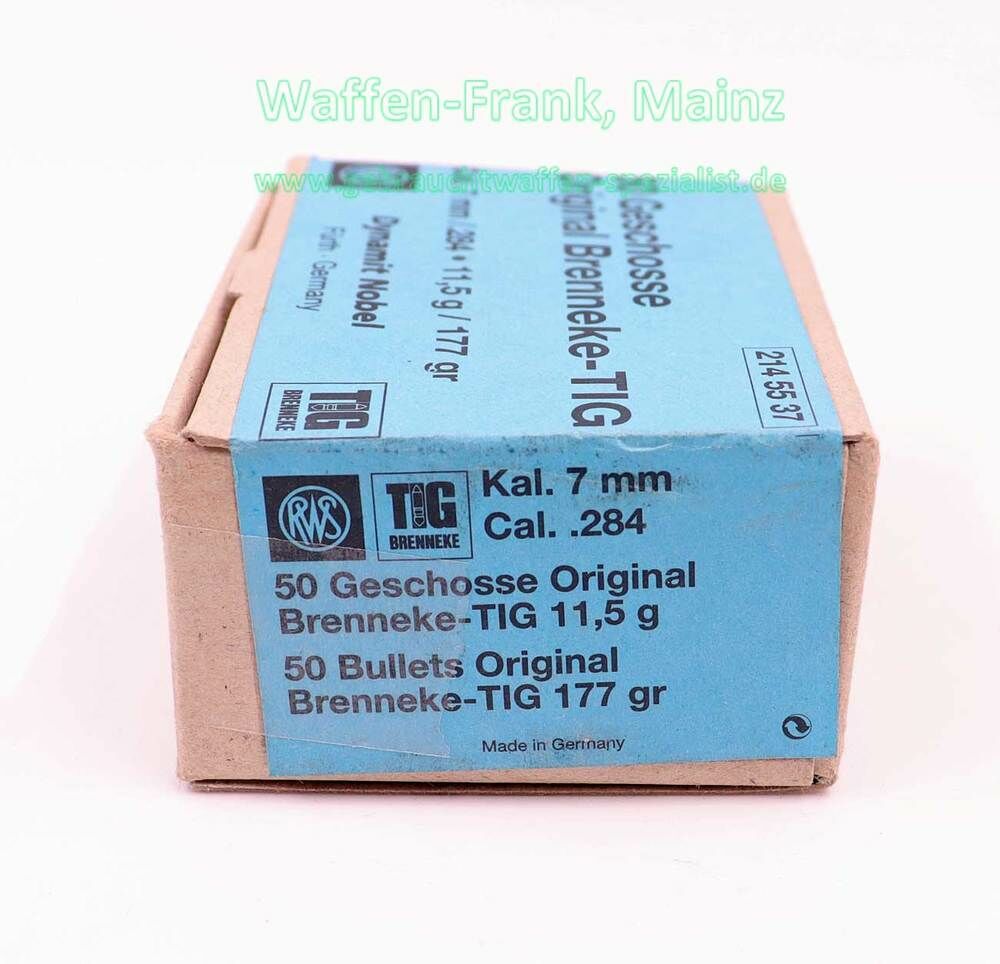 Waffen-Frank, Mainz
www.gebrauchtwaffen-spezialist.de
RWS
Geschosse
Original Brenneke-TIG
mm / .284 • 11,5 g / 177 gr
Dynamit Nobel
Fürth · Germany
TIG
BRENNEKE
214 55 37
RWS
TIG
BRENNEKE
Kal. 7 mm
Cal. .284
50 Geschosse Original
Brenneke-TIG 11,5 g
50 Bullets Original
Brenneke-TIG 177 gr
Made in Germany